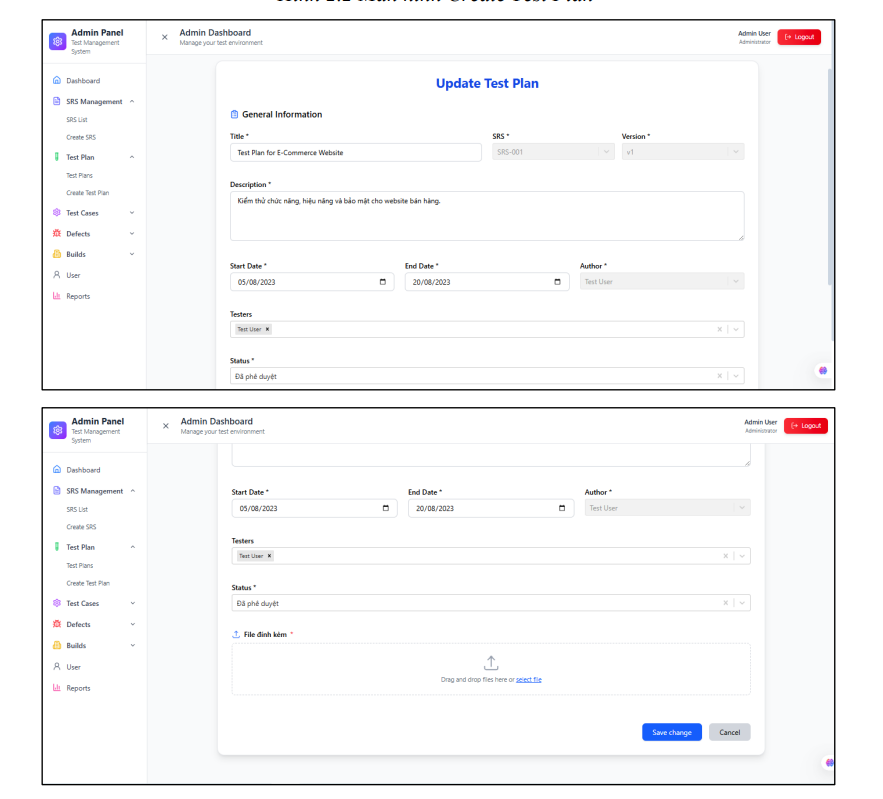 Hình 2.2 Màn hình Create Test Plan
Admin Panel
Test Management
System
Admin Dashboard
Manage your test environment
Admin User
Administrator
Logout
Dashboard
SRS Management
SRS List
Create SRS
Test Plan
Test Plans
Create Test Plan
Test Cases
Defects
Builds
User
Reports
Update Test Plan
General Information
Title *
SRS *
Version *
Test Plan for E-Commerce Website
SRS-001
v1
Description *
Kiểm thử chức năng, hiệu năng và bảo mật cho website bán hàng.
Start Date *
End Date *
Author *
05/08/2023
20/08/2023
Test User
Testers
Test User
Status *
Đã phê duyệt
Admin Panel
Test Management
System
Admin Dashboard
Manage your test environment
Admin User
Administrator
Logout
Dashboard
SRS Management
SRS List
Create SRS
Test Plan
Test Plans
Create Test Plan
Test Cases
Defects
Builds
User
Reports
Start Date *
End Date *
Author *
05/08/2023
20/08/2023
Test User
Testers
Test User
Status *
Đã phê duyệt
File đính kèm *
Drag and drop files here or select file
Save change
Cancel